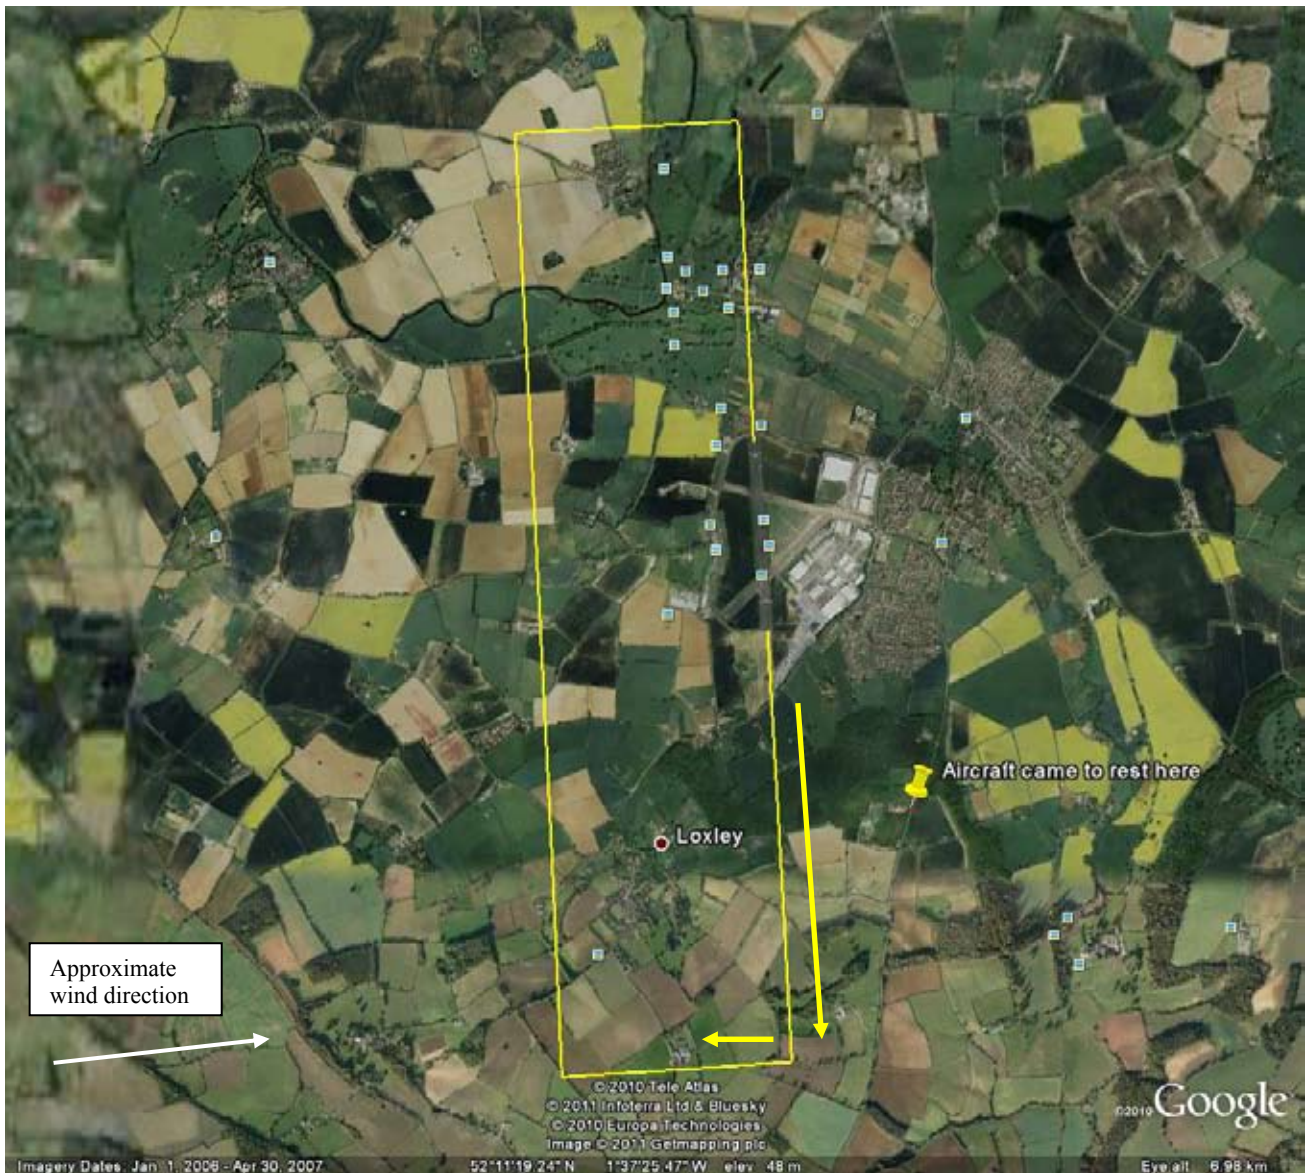 Aircraft came to rest here
Loxley
Approximate
wind direction
© 2010 Tele Atlas
© 2011 Infoterra Ltd & Bluesky
© 2010 Europa Technologies
Image © 2011 Getmapping plc
©2010 Google
Imagery Dates: Jan 1, 2006 - Apr 30, 2007
52°11'19.24" N 1°37'25.47" W elev 48 m
Eye alt 6.98 km